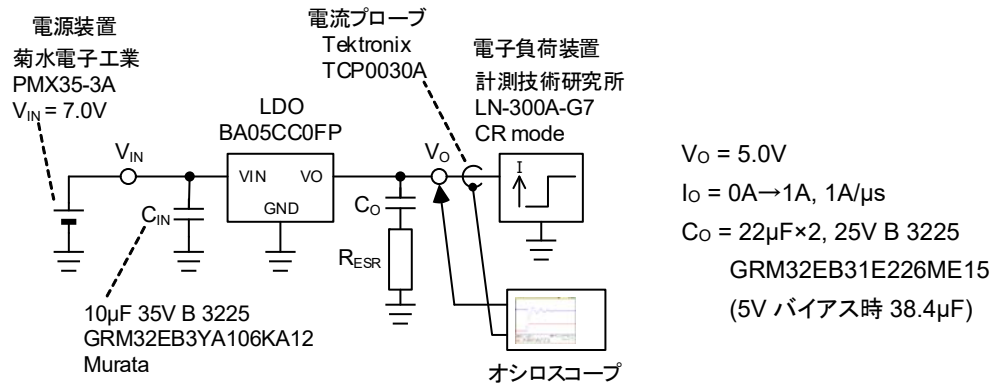 電源装置
菊水電子工業
PMX35-3A
VIN = 7.0V
電流プローブ
Tektronix
TCP0030A
電子負荷装置
計測技術研究所
LN-300A-G7
CR mode
LDO
BA05CC0FP
VIN
VIN
VO
GND
CIN
VO
CO
RESR
I
10µF 35V B 3225
GRM32EB3YA106KA12
Murata
オシロスコープ
VO = 5.0V
IO = 0A→1A, 1A/µs
CO = 22µF×2, 25V B 3225
GRM32EB31E226ME15
(5V バイアス時 38.4µF)